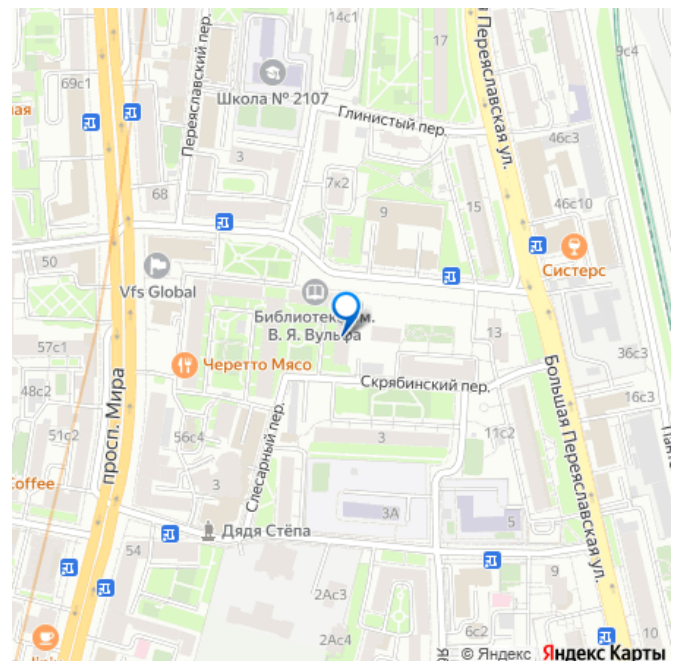 14с1
17
9с4
69с1
Школа № 2107
Переяславский пер.
Глинистый пер.
я Переяславская ул.
46с3
ная
3
7к2
68
9
15
46с10
Систерс
50
Vfs Global
Библиотек
м.
В. Я. Вульфа
13
57с1
Черетто Мясо
36с3
Скрябинский пер.
48с2
просп. Мира
16с3
51с2
56с4
Слесарный пер.
3
11с2
Большая Переяславская ул.
Coffee
3
3А
5
Дядя Стёпа
54
9
2Ас3
10
6с2
2Ас4
© Яндекс Яндекс Карты